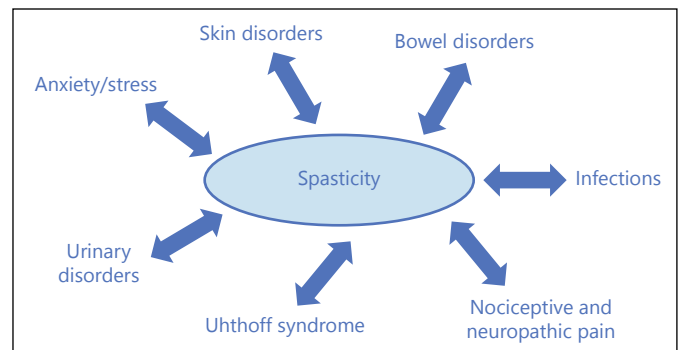 Skin disorders
Bowel disorders
Anxiety/stress
Spasticity
Infections
Urinary
disorders
Uhthoff syndrome
Nociceptive and
neuropathic pain